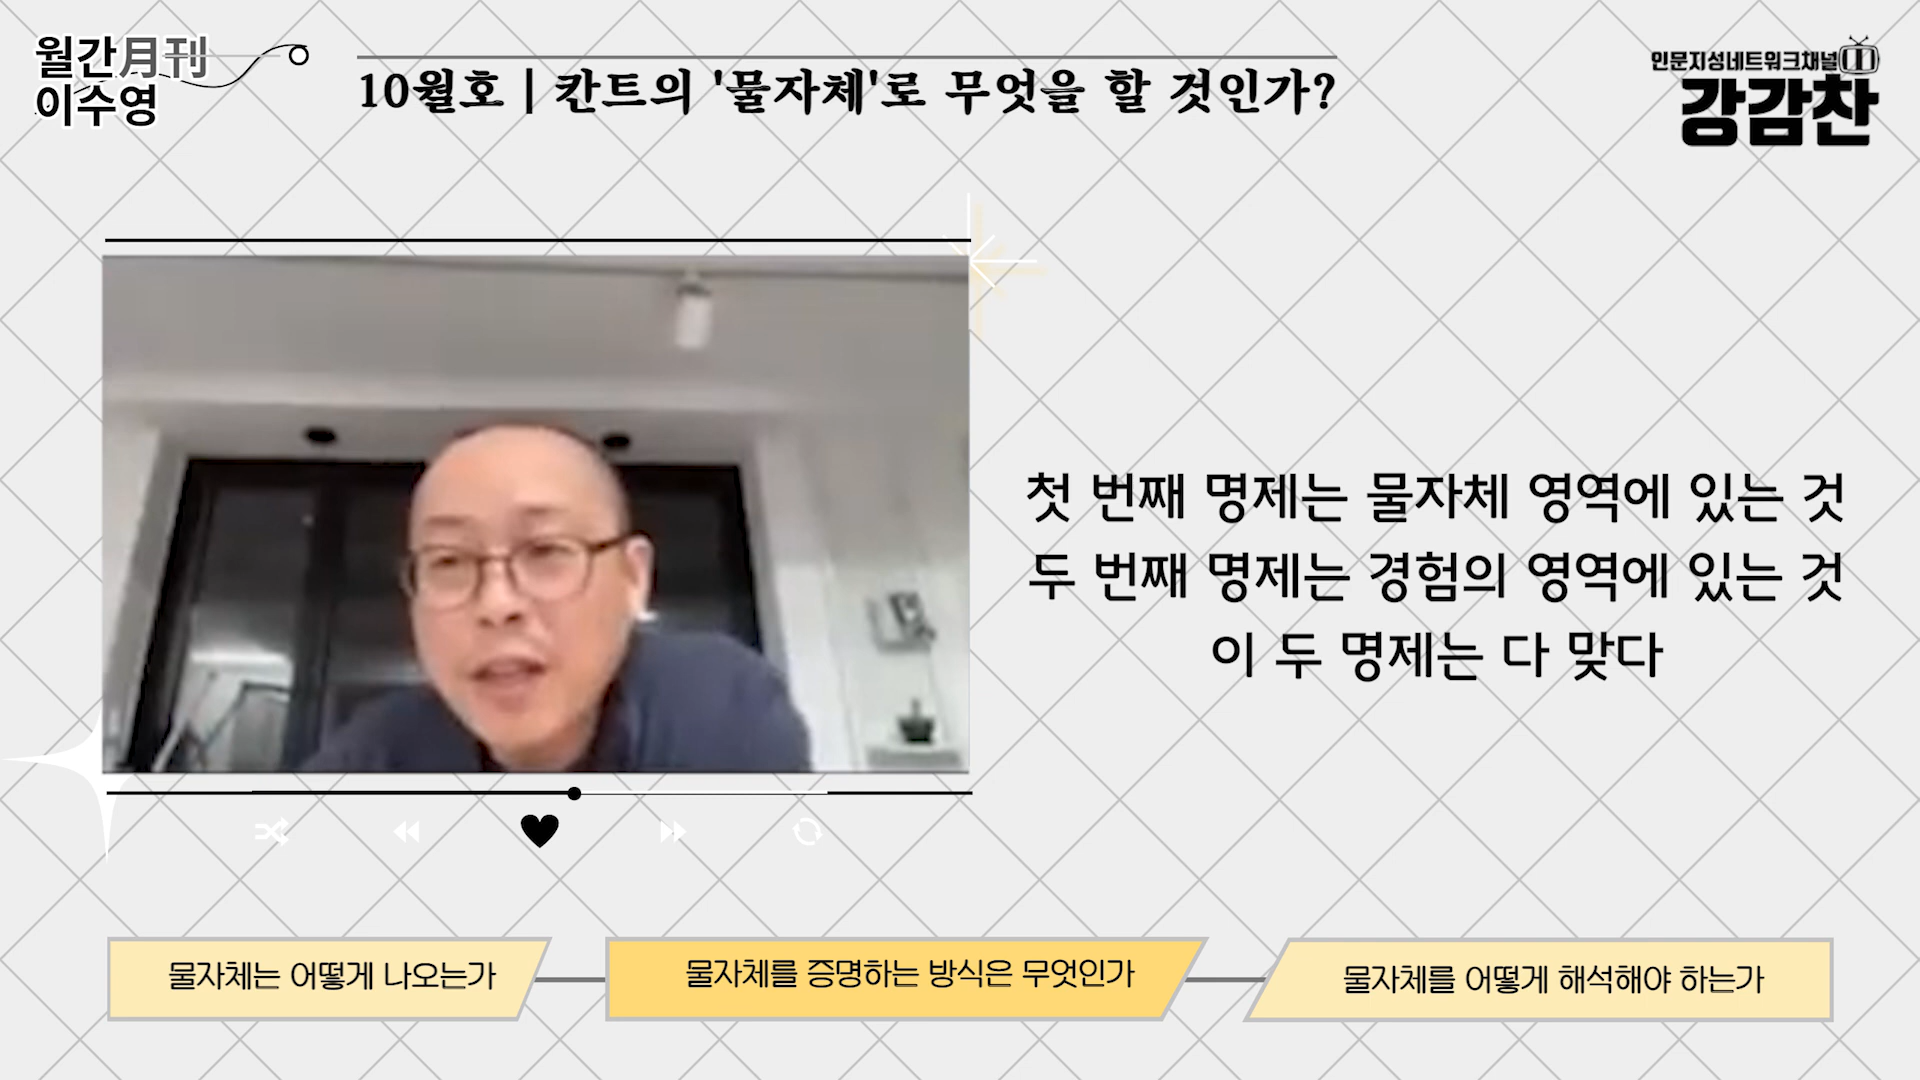 월간月刊
이수영
10월호 | 칸트의 '물자체'로 무엇을 할 것인가?
인문지성네트워크채널
강감찬
첫 번째 명제는 물자체 영역에 있는 것
두 번째 명제는 경험의 영역에 있는 것
이 두 명제는 다 맞다
물자체는 어떻게 나오는가
물자체를 증명하는 방식은 무엇인가
물자체를 어떻게 해석해야 하는가